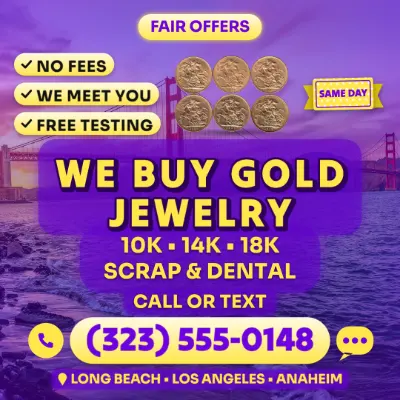 FAIR OFFERS
✓ NO FEES
✓ WE MEET YOU
✓ FREE TESTING
SAME DAY
WE BUY GOLD
JEWELRY
10K ▪ 14K ▪ 18K
SCRAP & DENTAL
CALL OR TEXT
(323) 555-0148
LONG BEACH ▪ LOS ANGELES ▪ ANAHEIM